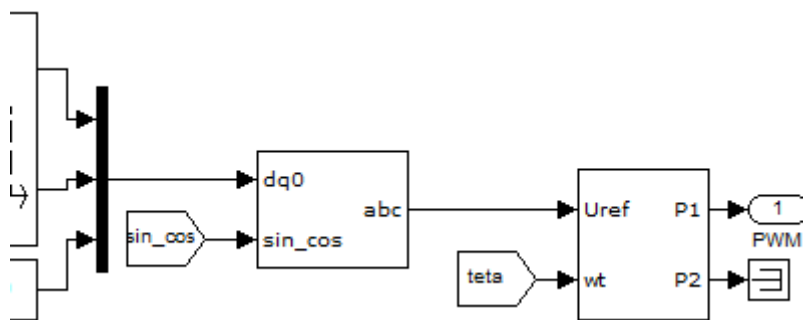 dq0
abc
sin_cos
sin_cos
Uref
P1
1
PWM
teta
wt
P2